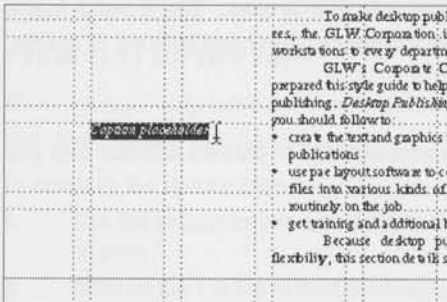 To make desktop publ
ees, the GLW Corporation i
workstations to every departm
GLW's Corporate C
prepared this style guide to help
publishing. Desktop Publishin
you should follow to:
Caption placeholder
• create the text and graphics
publications
• use pae layout software to c
files into various kinds of
routinely on the job
• get training and additional h
Because desktop pu
flexibility, this section details s